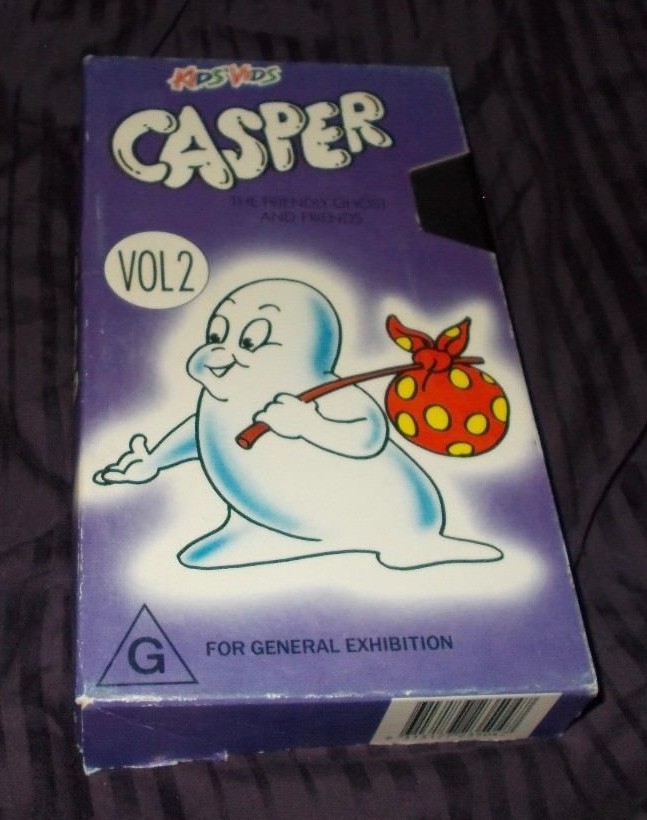 KIDS VIDS
CASPER
THE FRIENDLY GHOST
AND FRIENDS
VOL 2
G
FOR GENERAL EXHIBITION